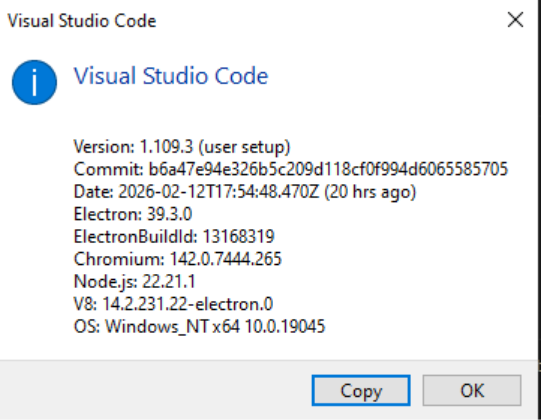 Visual Studio Code
Visual Studio Code
Version: 1.109.3 (user setup)
Commit: b6a47e94e326b5c209d118cf0f994d6065585705
Date: 2026-02-12T17:54:48.470Z (20 hrs ago)
Electron: 39.3.0
ElectronBuildId: 13168319
Chromium: 142.0.7444.265
Node.js: 22.21.1
V8: 14.2.231.22-electron.0
OS: Windows_NT x64 10.0.19045
Copy OK